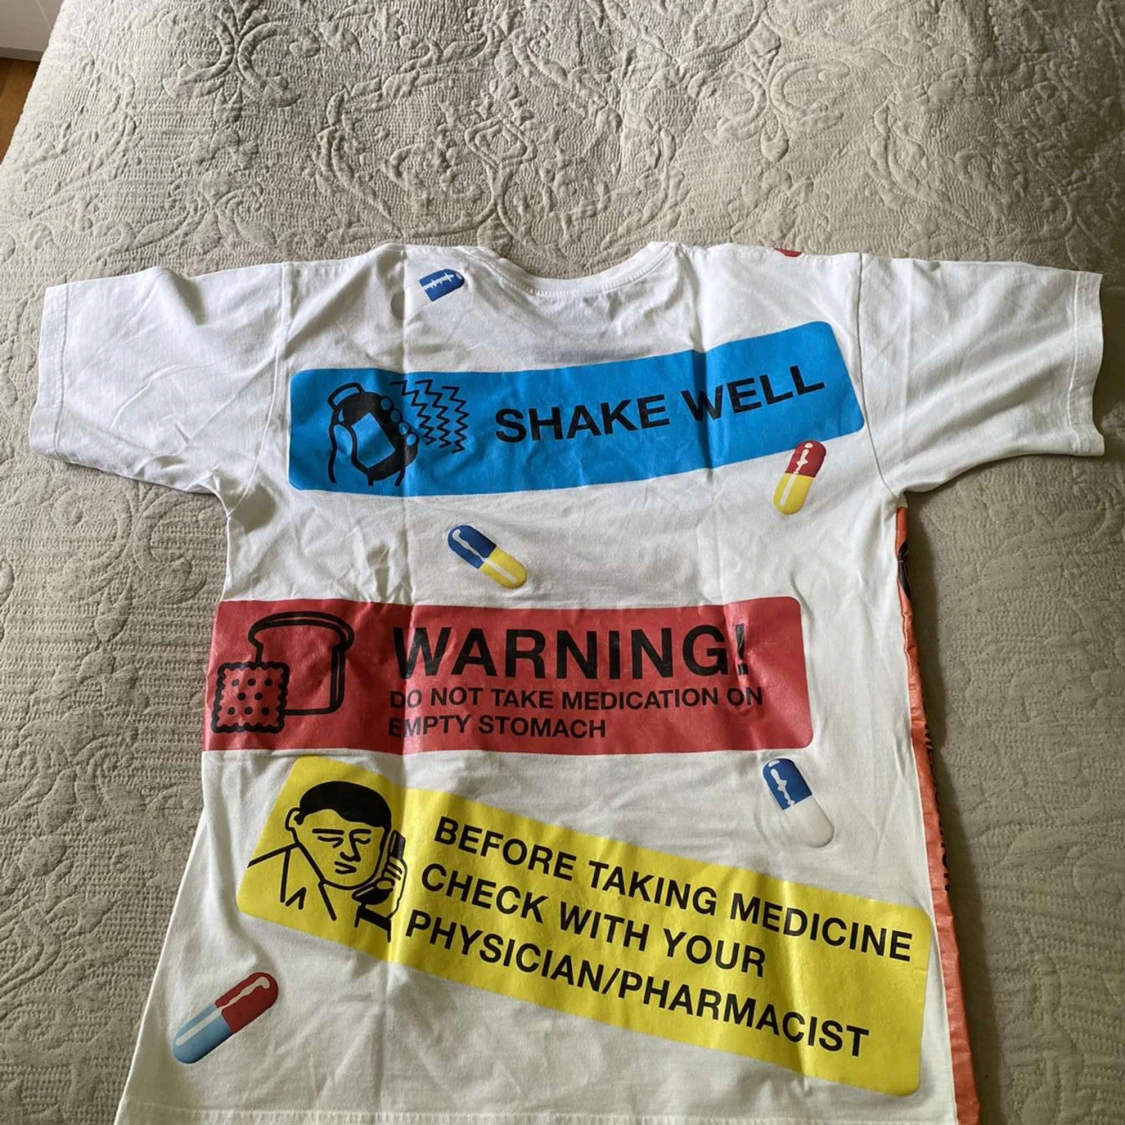 SHAKE WELL
WARNING!
DO NOT TAKE MEDICATION ON
EMPTY STOMACH
BEFORE TAKING MEDICINE
CHECK WITH YOUR
PHYSICIAN/PHARMACIST